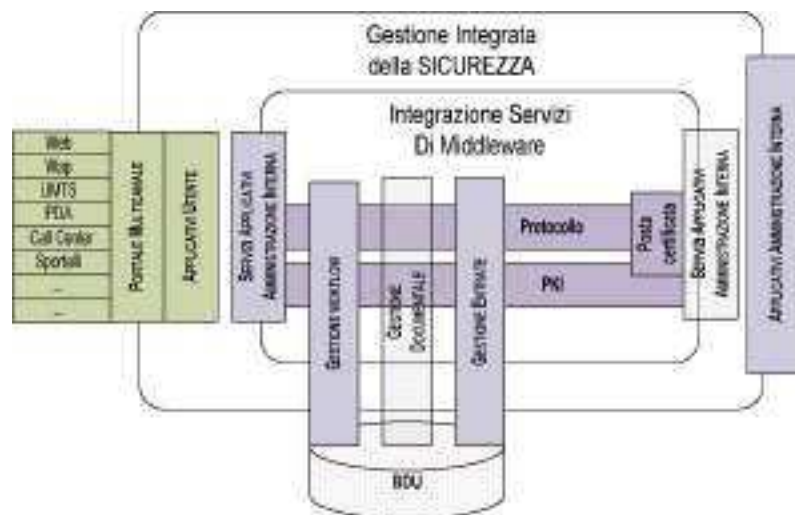 Gestione Integrata
della SICUREZZA
Integrazione Servizi
Di Middleware
Web
Wap
UMTS
PDA
Call Center
Sportelli
...
...
PORTALE MULTICANALE
APPLICATIVI UTENTE
SERVIZI APPLICATIVI
AMMINISTRAZIONE INTERNA
GESTIONE WORKFLOW
GESTIONE
DOCUMENTALE
GESTIONE ENTRATE
Protocollo
PKI
Posta
certificata
SERVIZI APPLICATIVI
AMMINISTRAZIONE INTERNA
APPLICATIVI AMMINISTRAZIONE INTERNA
BDU